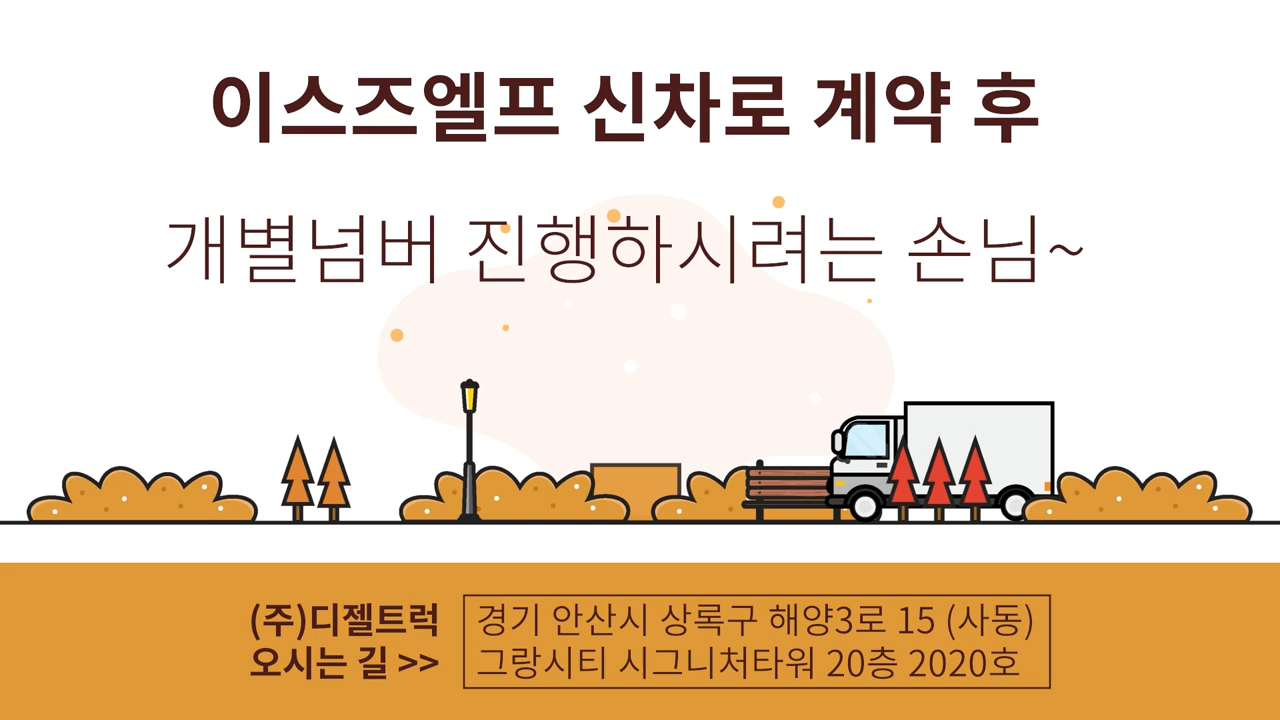 이스즈엘프 신차로 계약 후
개별넘버 진행하시려는 손님~
(주)디젤트럭
오시는 길 >>
경기 안산시 상록구 해양3로 15 (사동)
그랑시티 시그니처타워 20층 2020호